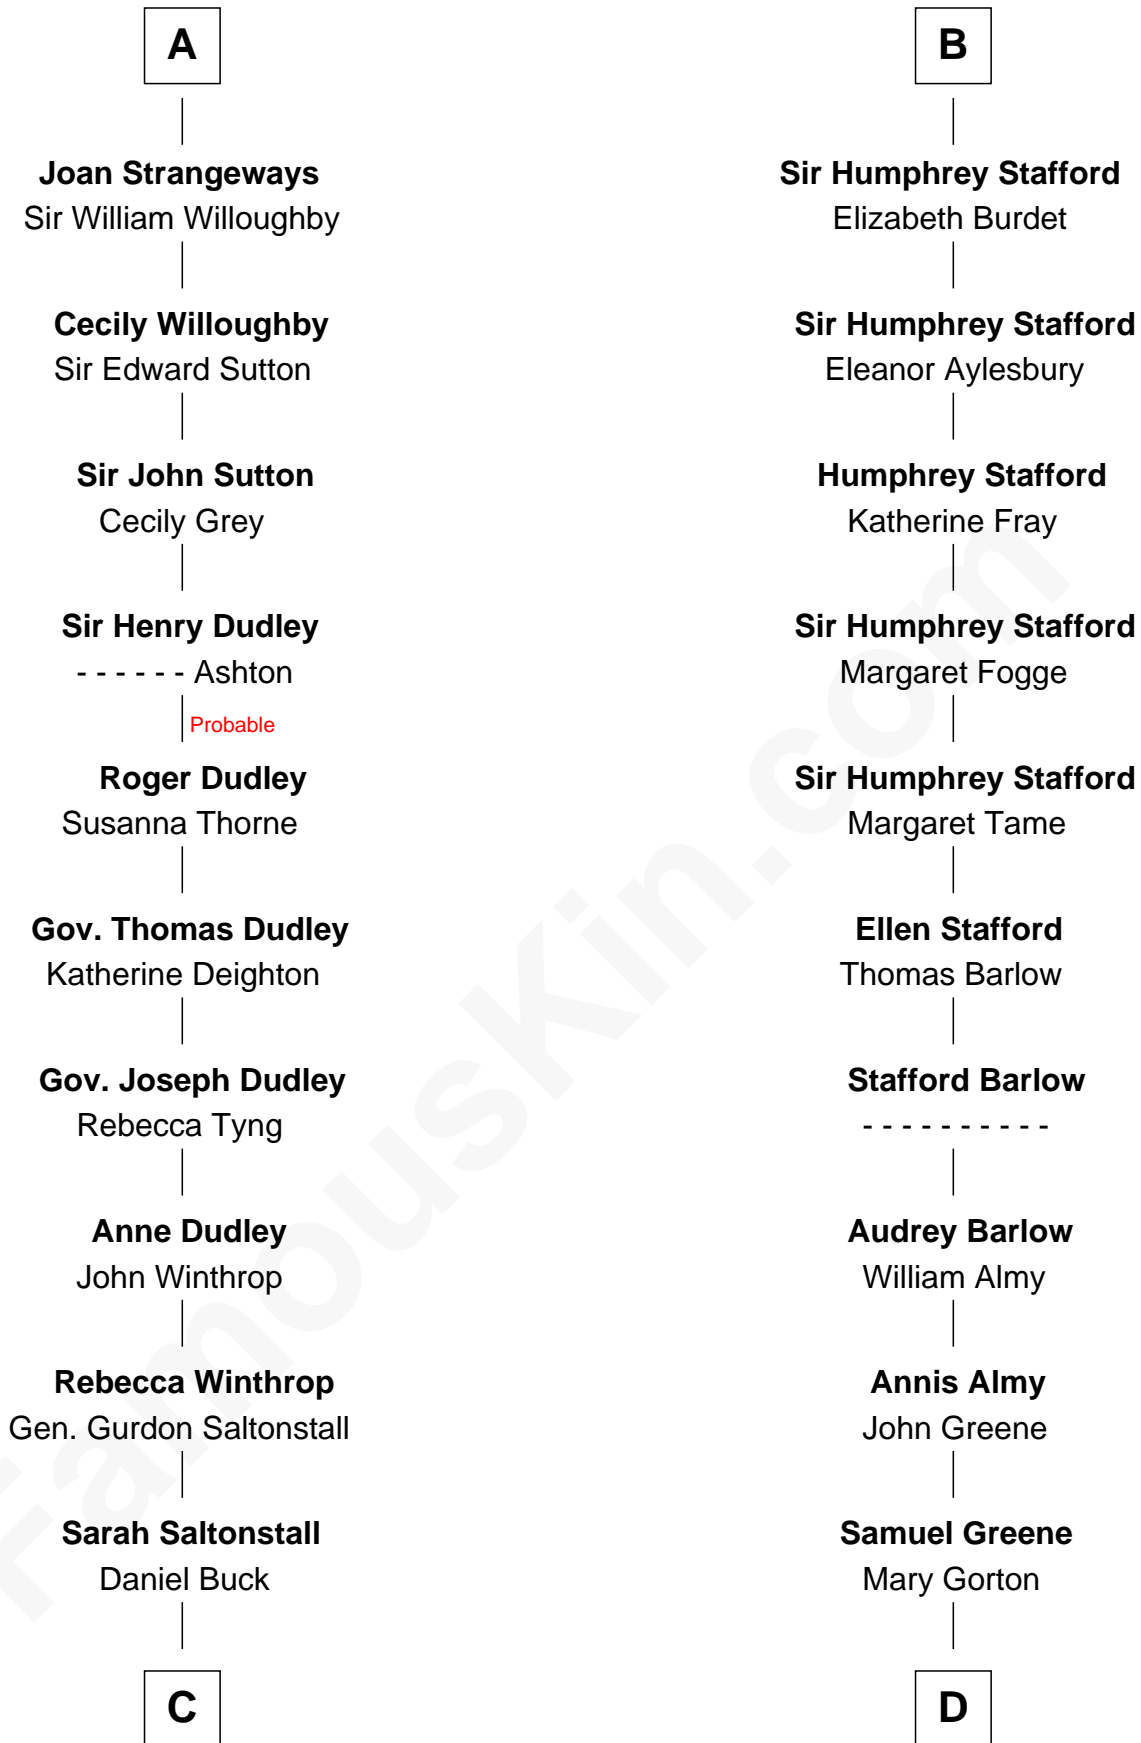 A
Joan Strangeways
Sir William Willoughby
Cecily Willoughby
Sir Edward Sutton
Sir John Sutton
Cecily Grey
Sir Henry Dudley
- - - - - - Ashton
Probable
Roger Dudley
Susanna Thorne
Gov. Thomas Dudley
Katherine Deighton
Gov. Joseph Dudley
Rebecca Tyng
Anne Dudley
John Winthrop
Rebecca Winthrop
Gen. Gurdon Saltonstall
Sarah Saltonstall
Daniel Buck
C
B
Sir Humphrey Stafford
Elizabeth Burdet
Sir Humphrey Stafford
Eleanor Aylesbury
Humphrey Stafford
Katherine Fray
Sir Humphrey Stafford
Margaret Fogge
Sir Humphrey Stafford
Margaret Tame
Ellen Stafford
Thomas Barlow
Stafford Barlow
- - - - - - - - - -
Audrey Barlow
William Almy
Annis Almy
John Greene
Samuel Greene
Mary Gorton
D
FamousKin.com